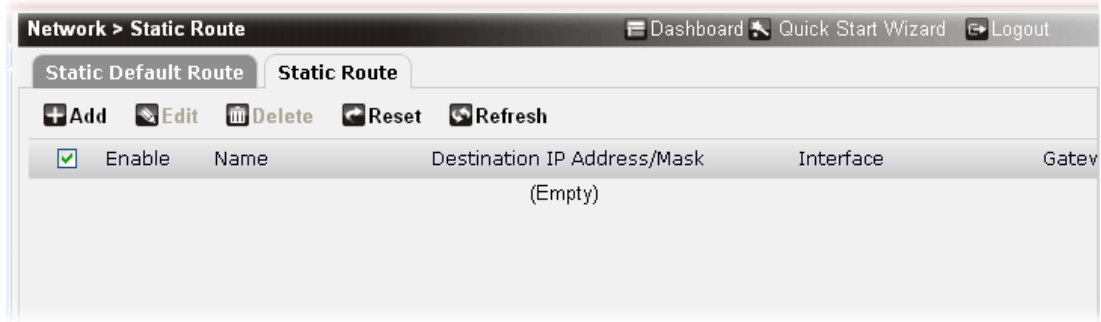 Network > Static Route Dashboard Quick Start Wizard Logout
Static Default Route Static Route
Add Edit Delete Reset Refresh
Enable Name Destination IP Address/Mask Interface Gatew
(Empty)